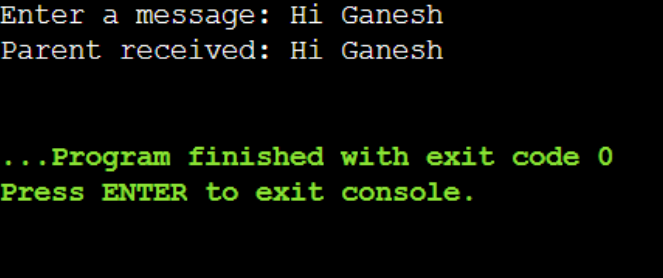 Enter a message: Hi Ganesh
Parent received: Hi Ganesh
...Program finished with exit code 0
Press ENTER to exit console.